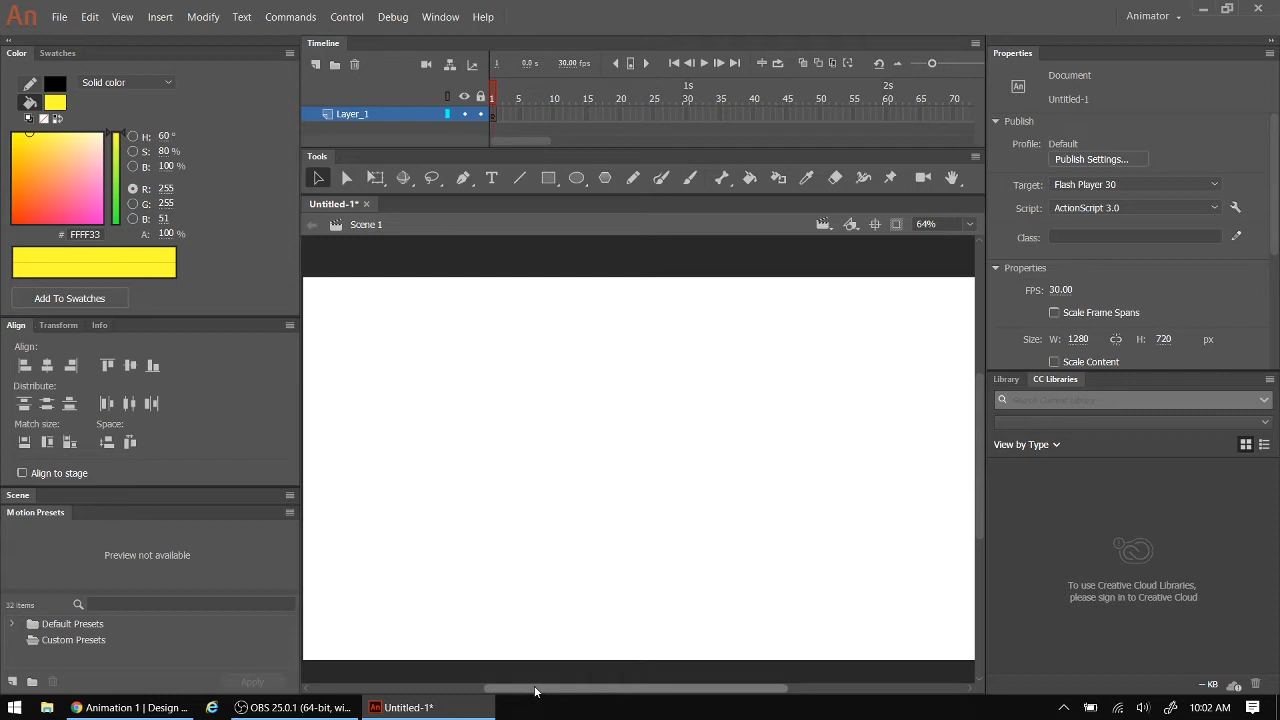 An File Edit View Insert Modify Text Commands Control Debug Window Help Animator
Color Swatches
Solid color
H: 60 °
S: 80 %
B: 100 %
R: 255
G: 255
B: 51
# FFFF33 A: 100 %
Add To Swatches
Align Transform Info
Align:
Distribute:
Match size: Space:
Align to stage
Scene
Motion Presets
Preview not available
32 items
Default Presets
Custom Presets
Apply
Timeline
1 0.0 s 30.00 fps
1s 2s
1 5 10 15 20 25 30 35 40 45 50 55 60 65 70
Layer_1
Tools
Untitled-1* ×
Scene 1 64%
Properties
An Document
Untitled-1
Publish
Profile: Default
Publish Settings...
Target: Flash Player 30
Script: ActionScript 3.0
Class:
Properties
FPS: 30.00
Scale Frame Spans
Size: W: 1280 H: 720 px
Scale Content
Library CC Libraries
Search Current Library
View by Type
To use Creative Cloud Libraries,
please sign in to Creative Cloud
-- KB
Animation 1 | Design ... OBS 25.0.1 (64-bit, wi... An Untitled-1* 10:02 AM